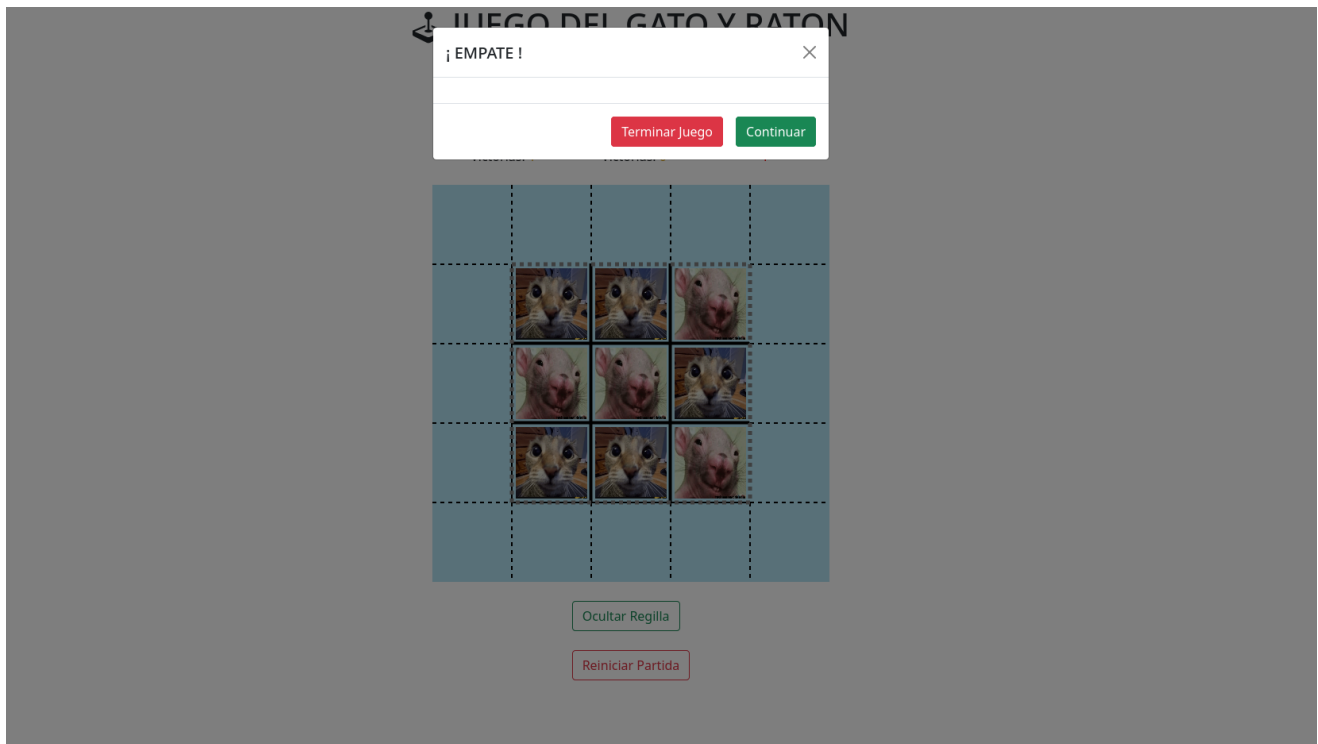 JUEGO DEL GATO Y RATON
¡ EMPATE !
Terminar Juego
Continuar
Ocultar Regilla
Reiniciar Partida